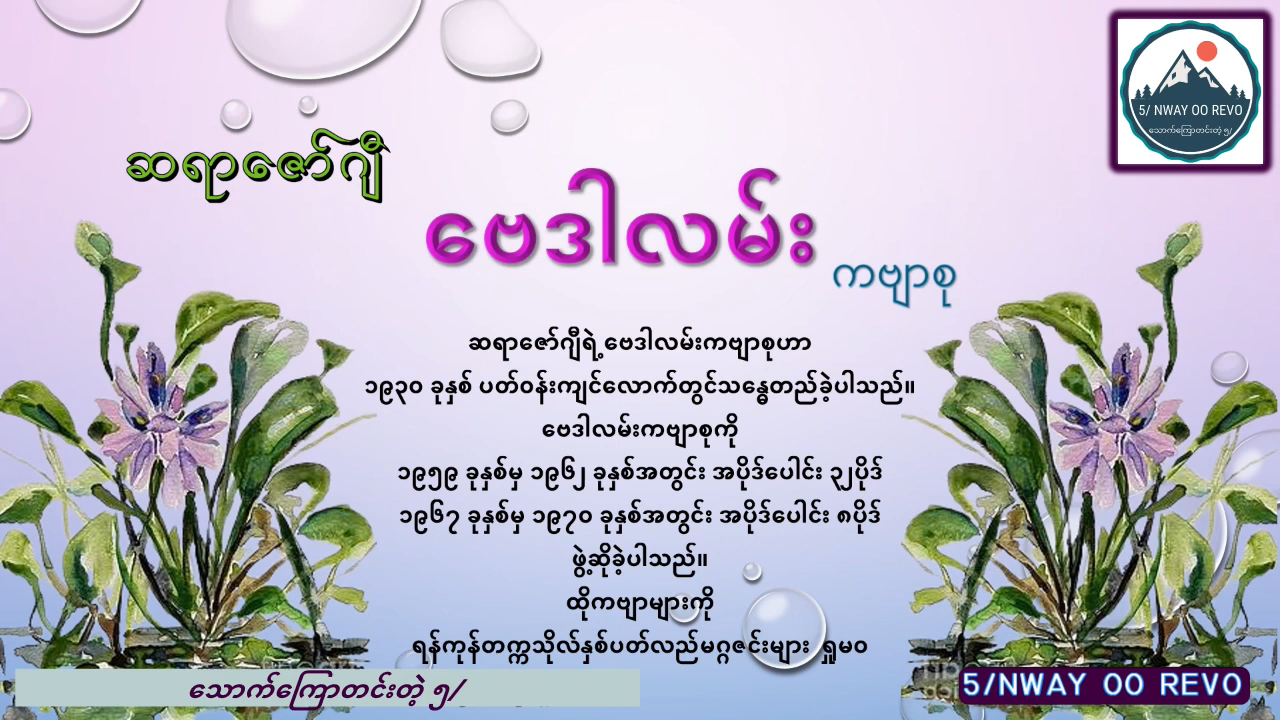 5/ NWAY OO REVO
သောက်ကြောတင်းတဲ့ ၅/
ဆရာဇော်ဂျီ
ဗေဒါလမ်း
ကဗျာစု
ဆရာဇော်ဂျီရဲ့ ဗေဒါလမ်းကဗျာစုဟာ
၁၉၃၀ ခုနှစ် ပတ်ဝန်းကျင်လောက်တွင်သန္ဓေတည်ခဲ့ပါသည်။
ဗေဒါလမ်းကဗျာစုကို
၁၉၅၉ ခုနှစ်မှ ၁၉၆၂ ခုနှစ်အတွင်း အပိုဒ်ပေါင်း ၃၂ပိုဒ်
၁၉၆၇ ခုနှစ်မှ ၁၉၇၀ ခုနှစ်အတွင်း အပိုဒ်ပေါင်း ၈ပိုဒ်
ဖွဲ့ဆိုခဲ့ပါသည်။
ထိုကဗျာများကို
ရန်ကုန်တက္ကသိုလ်နှစ်ပတ်လည်မဂ္ဂဇင်းများ ရှုမဝ
သောက်ကြောတင်းတဲ့ ၅/
5/NWAY OO REVO